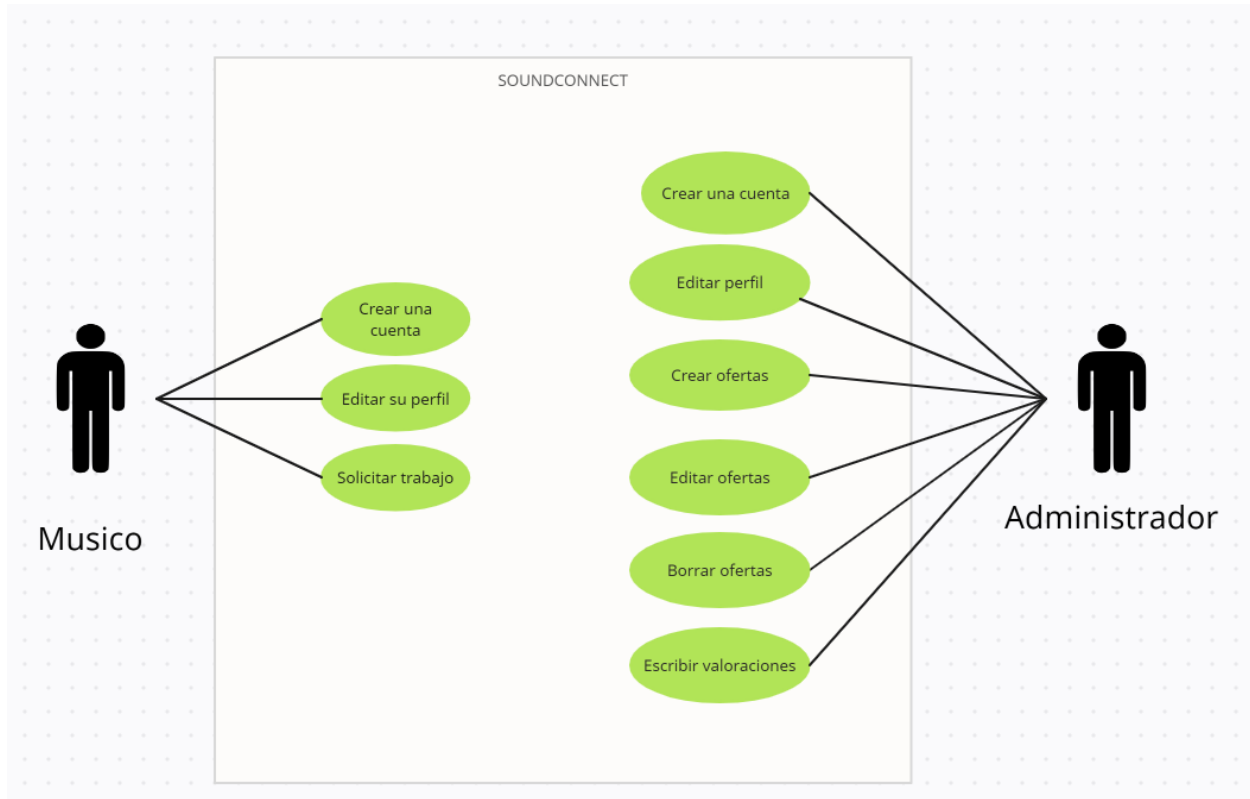 SOUNDCONNECT
Crear una cuenta
Editar perfil
Crear una
cuenta
Crear ofertas
Editar su perfil
Solicitar trabajo
Editar ofertas
Administrador
Musico
Borrar ofertas
Escribir valoraciones